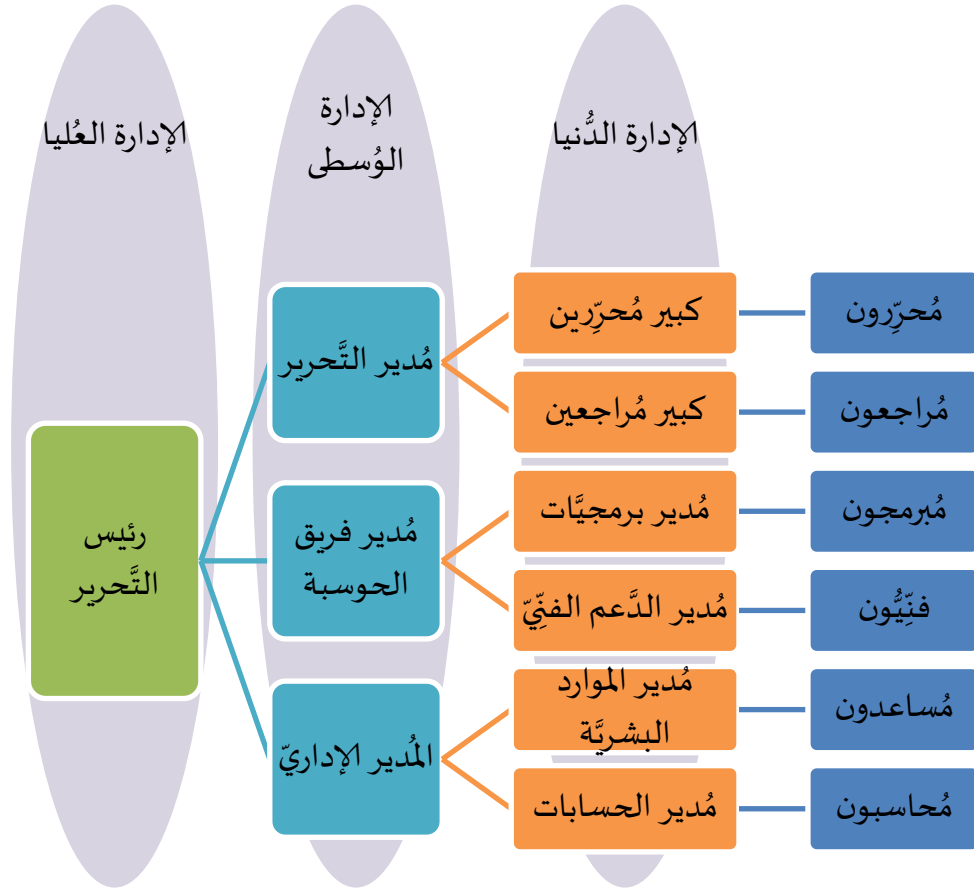 الإدارة العُليا
الإدارة
الوُسطى
الإدارة الدُّنيا
رئيس
التَّحرير
مُدير التَّحرير
مُدير فريق
الحوسبة
المُدير الإداريّ
كبير مُحرِّرين
كبير مُراجعين
مُدير برمجيَّات
مُدير الدَّعم الفنِّيّ
مُدير الموارد
البشريَّة
مُدير الحسابات
مُحرِّرون
مُراجعون
مُبرمجون
فنِّيُّون
مُساعدون
مُحاسبون